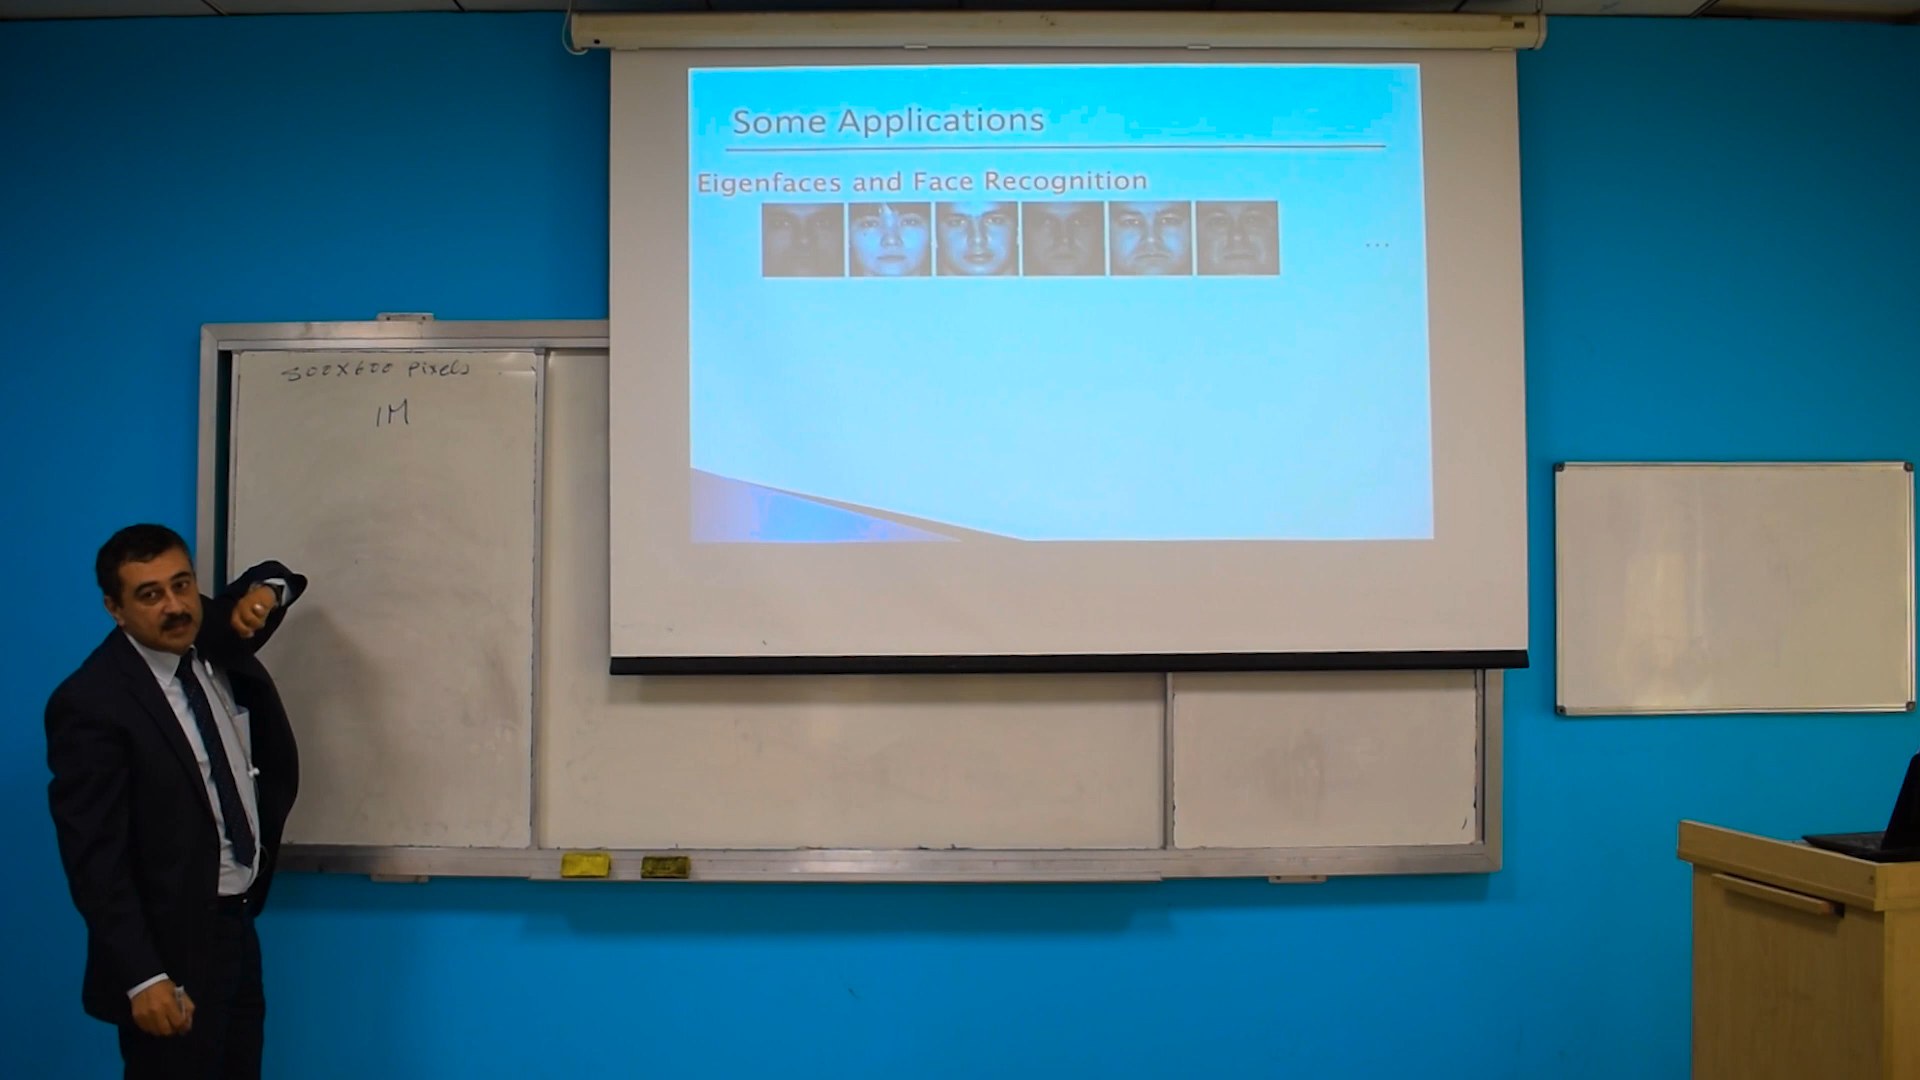 Some Applications
Eigenfaces and Face Recognition
...
500x600 Pixels
1M